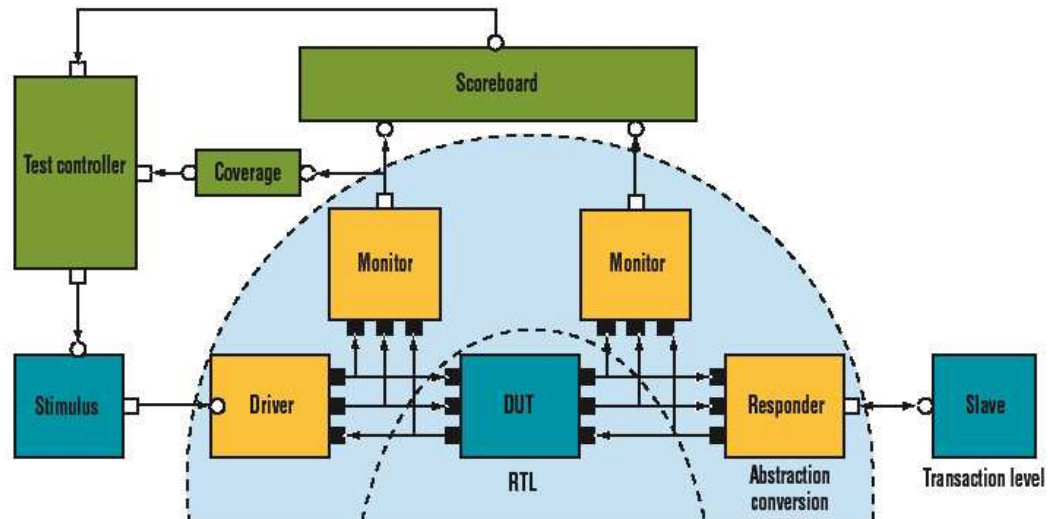 Scoreboard
Test controller
Coverage
Monitor
Monitor
Stimulus
Driver
DUT
Responder
Slave
RTL
Abstraction
conversion
Transaction level